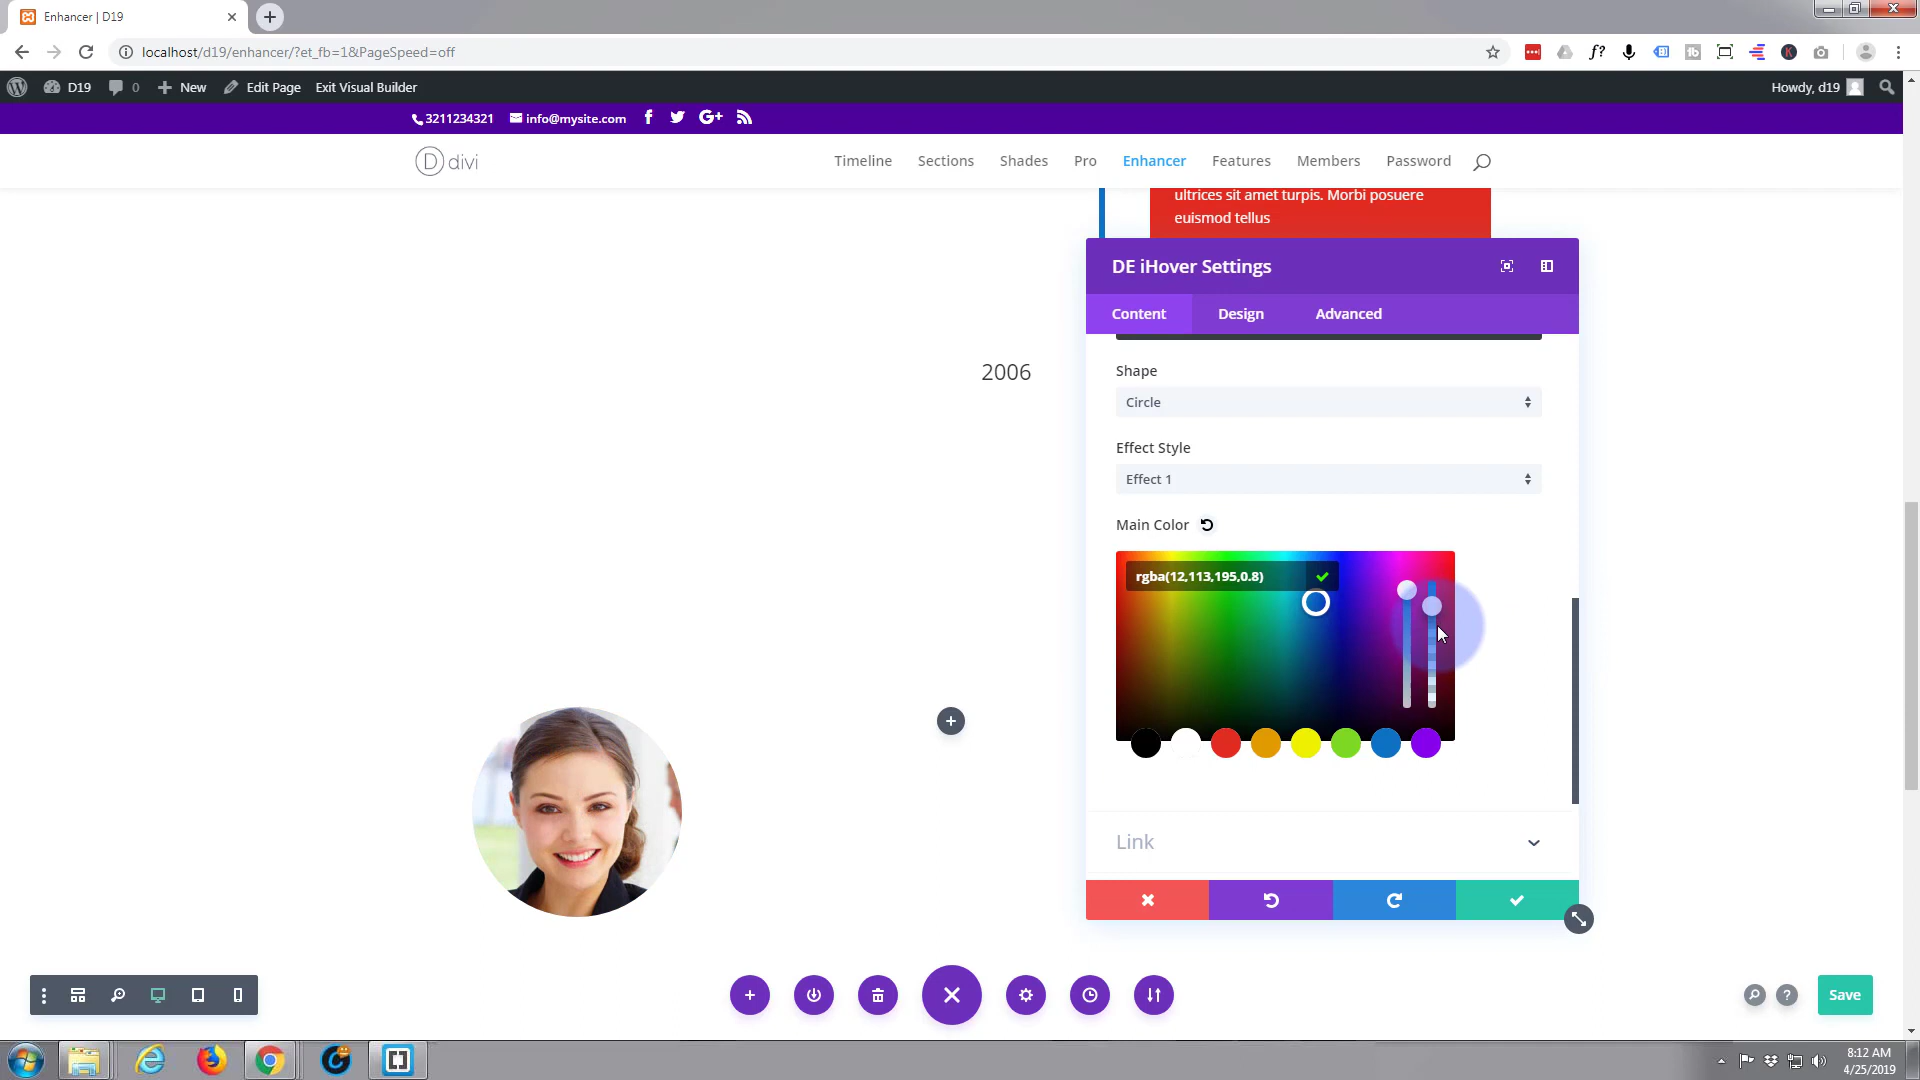 Enhancer | D19
localhost/d19/enhancer/?et_fb=1&PageSpeed=off
f?
K
D19
0
New
Edit Page
Exit Visual Builder
Howdy, d19
3211234321
info@mysite.com
G+
D divi
Timeline
Sections
Shades
Pro
Enhancer
Features
Members
Password
ultrices sit amet turpis. Morbi posuere
euismod tellus
DE iHover Settings
Content
Design
Advanced
Shape
Circle
2006
Effect Style
Effect 1
Main Color
rgba(12,113,195,0.8)
Link
?
Save
8:12 AM
4/25/2019